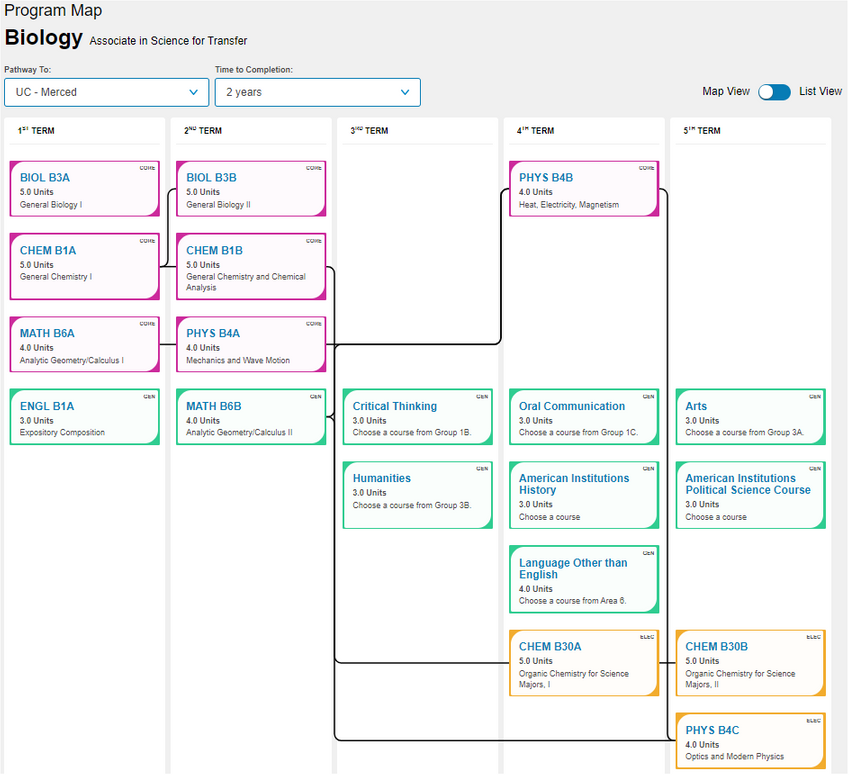 Program Map
Biology Associate in Science for Transfer
Pathway To:
Time to Completion:
UC - Merced
2 years
Map View
List View
1ST TERM
2ND TERM
3RD TERM
4TH TERM
5TH TERM
CORE
BIOL B3A
5.0 Units
General Biology I
CORE
BIOL B3B
5.0 Units
General Biology II
CORE
PHYS B4B
4.0 Units
Heat, Electricity, Magnetism
CORE
CHEM B1A
5.0 Units
General Chemistry I
CORE
CHEM B1B
5.0 Units
General Chemistry and Chemical
Analysis
CORE
MATH B6A
4.0 Units
Analytic Geometry/Calculus I
CORE
PHYS B4A
4.0 Units
Mechanics and Wave Motion
GEN
ENGL B1A
3.0 Units
Expository Composition
GEN
MATH B6B
4.0 Units
Analytic Geometry/Calculus II
GEN
Critical Thinking
3.0 Units
Choose a course from Group 1B.
GEN
Oral Communication
3.0 Units
Choose a course from Group 1C.
GEN
Arts
3.0 Units
Choose a course from Group 3A.
GEN
Humanities
3.0 Units
Choose a course from Group 3B.
GEN
American Institutions
History
3.0 Units
Choose a course
GEN
American Institutions
Political Science Course
3.0 Units
Choose a course
GEN
Language Other than
English
4.0 Units
Choose a course from Area 6.
ELEC
CHEM B30A
5.0 Units
Organic Chemistry for Science
Majors, I
ELEC
CHEM B30B
5.0 Units
Organic Chemistry for Science
Majors, II
ELEC
PHYS B4C
4.0 Units
Optics and Modern Physics